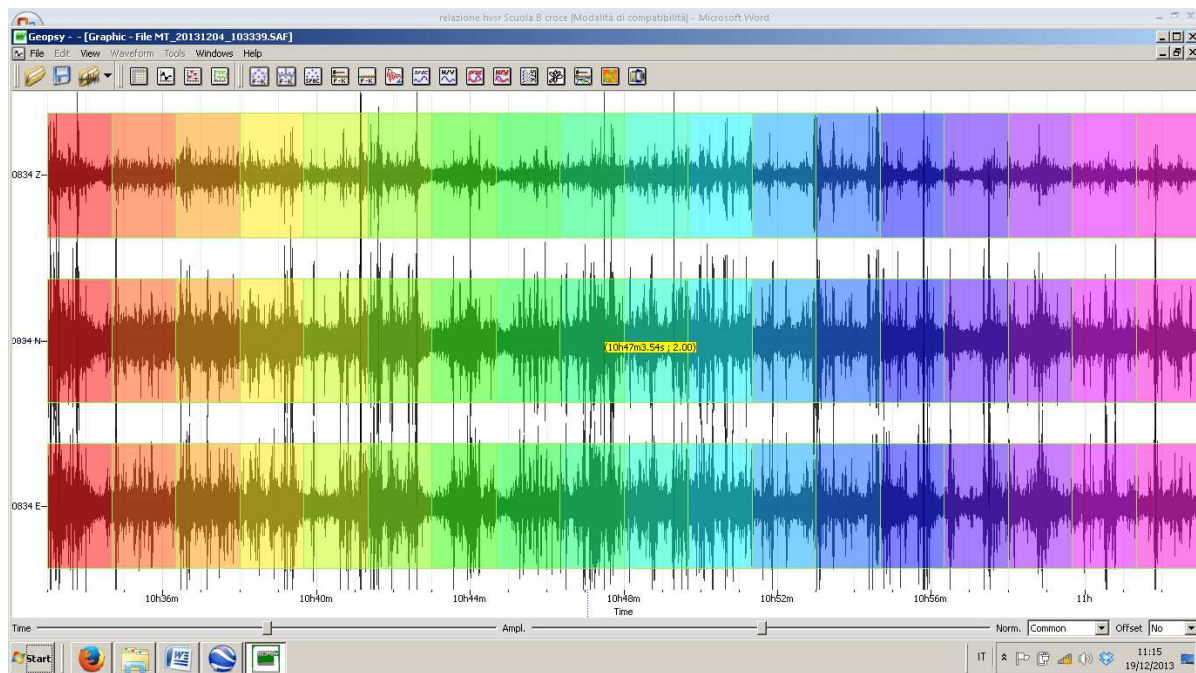 relazione hvsr Scuola B croce [Modalità di compatibilità] - Microsoft Word
Geopsy - - [Graphic - File MT_20131204_103339.SAF]
File Edit View Waveform Tools Windows Help
SPAC F-K F-K SPEC H/V
0834 Z
0834 N
(10h47m3.54s ; 2.00)
0834 E
10h36m 10h40m 10h44m 10h48m 10h52m 10h56m 11h
Time
Time Ampl. Norm. Common Offset No
Start IT 11:15
19/12/2013